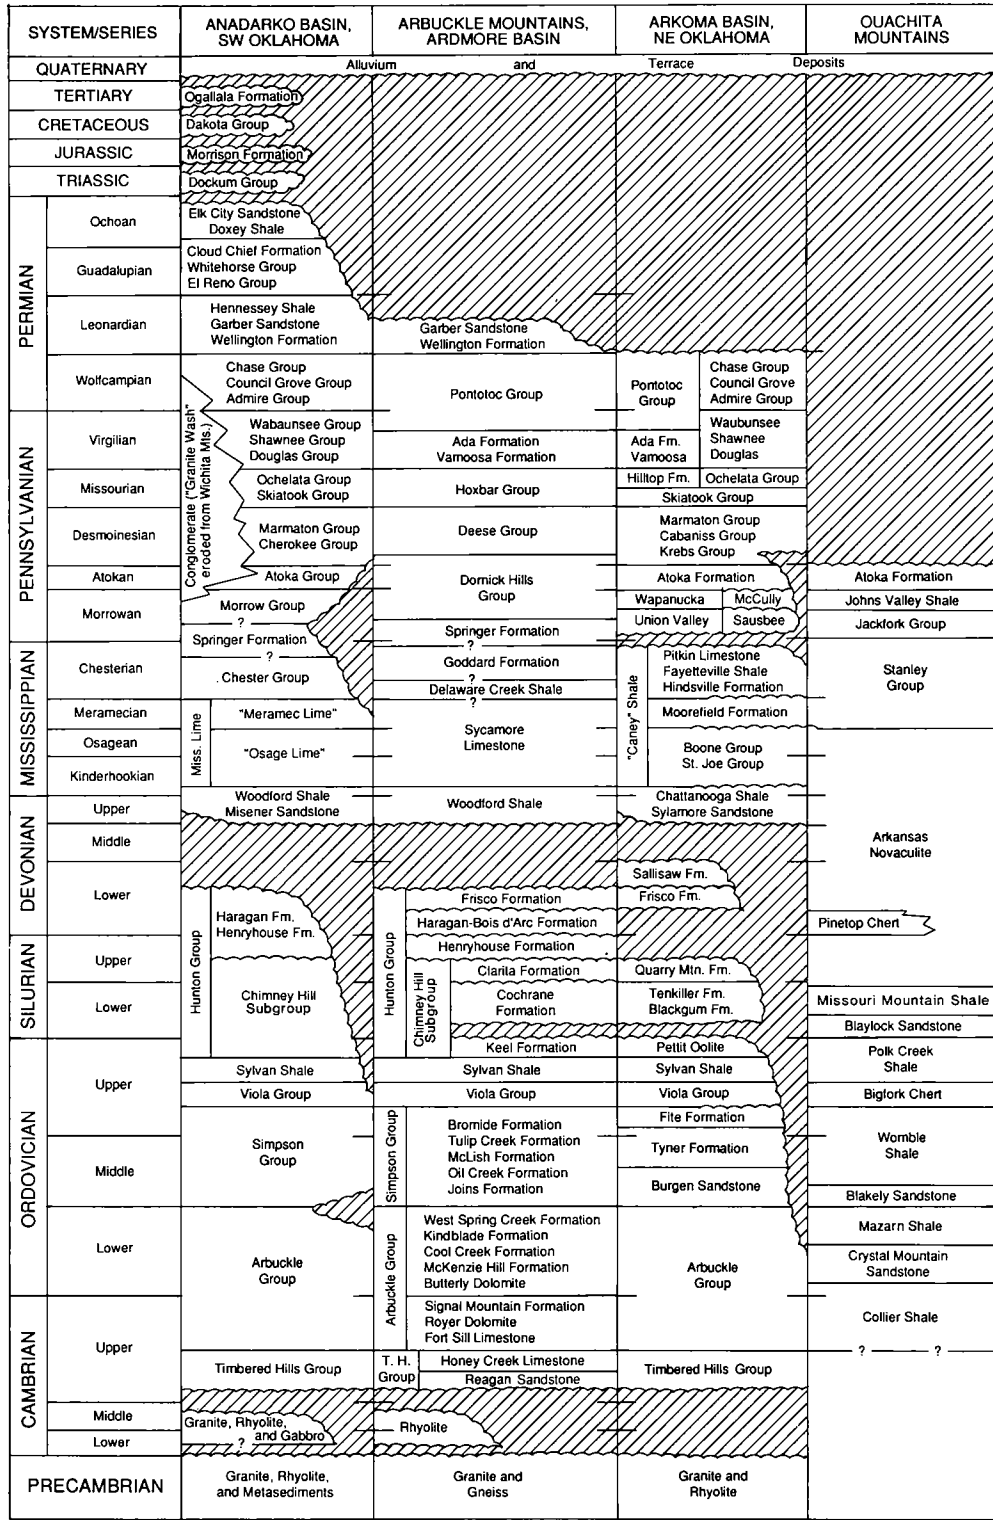 SYSTEM/SERIES
ANADARKO BASIN,
SW OKLAHOMA
ARBUCKLE MOUNTAINS,
ARDMORE BASIN
ARKOMA BASIN,
NE OKLAHOMA
OUACHITA
MOUNTAINS
QUATERNARY
Alluvium and Terrace Deposits
TERTIARY
Ogallala Formation
CRETACEOUS
Dakota Group
JURASSIC
Morrison Formation
TRIASSIC
Dockum Group
PERMIAN
Ochoan
Guadalupian
Leonardian
Wolfcampian
PENNSYLVANIAN
Virgilian
Missourian
Desmoinesian
Atokan
Morrowan
MISSISSIPPIAN
Chesterian
Meramecian
Osagean
Kinderhookian
DEVONIAN
Upper
Middle
Lower
SILURIAN
Upper
Lower
ORDOVICIAN
Upper
Middle
Lower
CAMBRIAN
Upper
Middle
Lower
PRECAMBRIAN
Elk City Sandstone
Doxey Shale
Cloud Chief Formation
Whitehorse Group
El Reno Group
Hennessey Shale
Garber Sandstone
Wellington Formation
Chase Group
Council Grove Group
Admire Group
Conglomerate ("Granite Wash"
eroded from Wichita Mts.)
Wabaunsee Group
Shawnee Group
Douglas Group
Ochelata Group
Skiatook Group
Marmaton Group
Cherokee Group
Atoka Group
Morrow Group
?
Springer Formation
?
. Chester Group
Miss. Lime
"Meramec Lime"
"Osage Lime"
Woodford Shale
Misener Sandstone
Hunton Group
Haragan Fm.
Henryhouse Fm.
Chimney Hill
Subgroup
Sylvan Shale
Viola Group
Simpson
Group
Arbuckle
Group
Timbered Hills Group
Granite, Rhyolite,
and Gabbro
?
Granite, Rhyolite,
and Metasediments
Garber Sandstone
Wellington Formation
Pontotoc Group
Ada Formation
Vamoosa Formation
Hoxbar Group
Deese Group
Dornick Hills
Group
Springer Formation
?
Goddard Formation
?
Delaware Creek Shale
?
Sycamore
Limestone
Woodford Shale
Hunton Group
Frisco Formation
Haragan-Bois d'Arc Formation
Henryhouse Formation
Chimney Hill
Subgroup
Clarila Formation
Cochrane
Formation
Keel Formation
Sylvan Shale
Viola Group
Simpson Group
Bromide Formation
Tulip Creek Formation
McLish Formation
Oil Creek Formation
Joins Formation
Arbuckle Group
West Spring Creek Formation
Kindblade Formation
Cool Creek Formation
McKenzie Hill Formation
Butterly Dolomite
Signal Mountain Formation
Royer Dolomite
Fort Sill Limestone
T. H.
Group
Honey Creek Limestone
Reagan Sandstone
Rhyolite
Granite and
Gneiss
Pontotoc
Group
Chase Group
Council Grove
Admire Group
Ada Fm.
Vamoosa
Waubunsee
Shawnee
Douglas
Hilltop Fm.
Ochelata Group
Skiatook Group
Marmaton Group
Cabaniss Group
Krebs Group
Atoka Formation
Wapanucka
McCully
Union Valley
Sausbee
"Caney" Shale
Pitkin Limestone
Fayetteville Shale
Hindsville Formation
Moorefield Formation
Boone Group
St. Joe Group
Chattanooga Shale
Sylamore Sandstone
Sallisaw Fm.
Frisco Fm.
Quarry Mtn. Fm.
Tenkiller Fm.
Blackgum Fm.
Pettit Oolite
Sylvan Shale
Viola Group
Fite Formation
Tyner Formation
Burgen Sandstone
Arbuckle
Group
Timbered Hills Group
Granite and
Rhyolite
Atoka Formation
Johns Valley Shale
Jackfork Group
Stanley
Group
Arkansas
Novaculite
Pinetop Chert
Missouri Mountain Shale
Blaylock Sandstone
Polk Creek
Shale
Bigfork Chert
Womble
Shale
Blakely Sandstone
Mazarn Shale
Crystal Mountain
Sandstone
Collier Shale
? ?